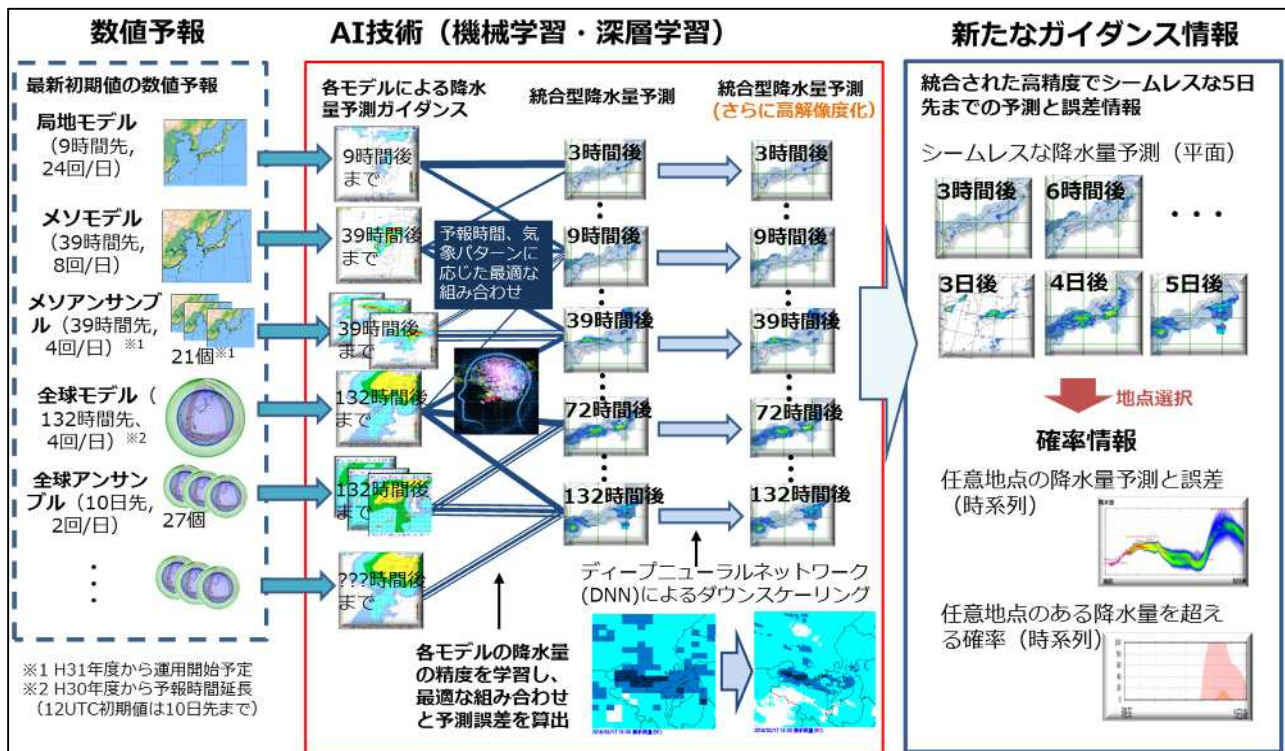 数値予報
最新初期値の数値予報
局地モデル
(9時間先,
24回/日)
メソモデル
(39時間先,
8回/日)
メソアンサンブ
ル(39時間先,
4回/日) ※1
21個※1
全球モデル(
132時間先、
4回/日) ※2
全球アンサン
ブル(10日先,
2回/日)
27個
※1 H31年度から運用開始予定
※2 H30年度から予報時間延長
(12UTC初期値は10日先まで)
AI技術(機械学習・深層学習)
各モデルによる降水
量予測ガイダンス
9時間後
まで
39時間後
まで
39時間後
まで
132時間後
まで
132時間後
まで
???時間後
まで
予報時間、気
象パターンに
応じた最適な
組み合わせ
各モデルの降水量
の精度を学習し、
最適な組み合わせ
と予測誤差を算出
統合型降水量予測
3時間後
9時間後
39時間後
72時間後
132時間後
統合型降水量予測
(さらに高解像度化)
3時間後
9時間後
39時間後
72時間後
132時間後
ディープニューラルネットワーク
(DNN)によるダウンスケーリング
新たなガイダンス情報
統合された高精度でシームレスな5日
先までの予測と誤差情報
シームレスな降水量予測(平面)
3時間後
6時間後
・・・
3日後
4日後
5日後
地点選択
確率情報
任意地点の降水量予測と誤差
(時系列)
任意地点のある降水量を超え
る確率(時系列)